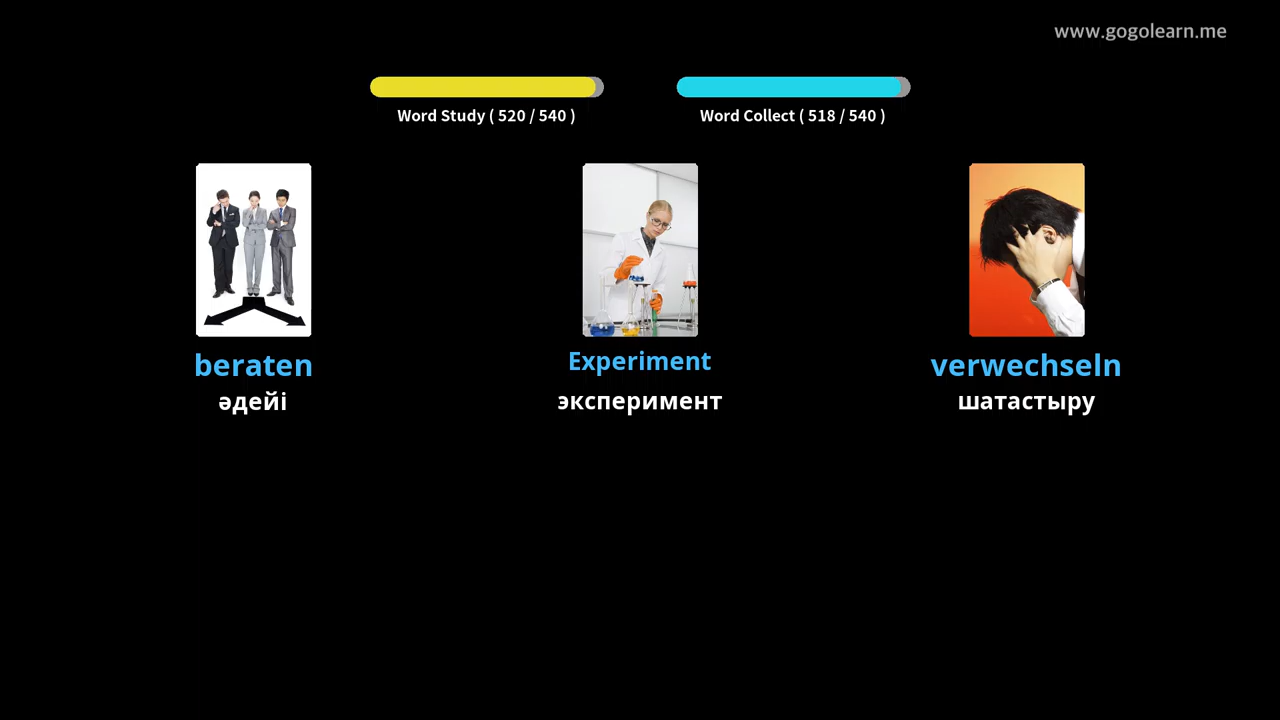 www.gogolearn.me
Word Study ( 520 / 540 )
Word Collect ( 518 / 540 )
beraten
әдейі
Experiment
эксперимент
verwechseln
шатастыру